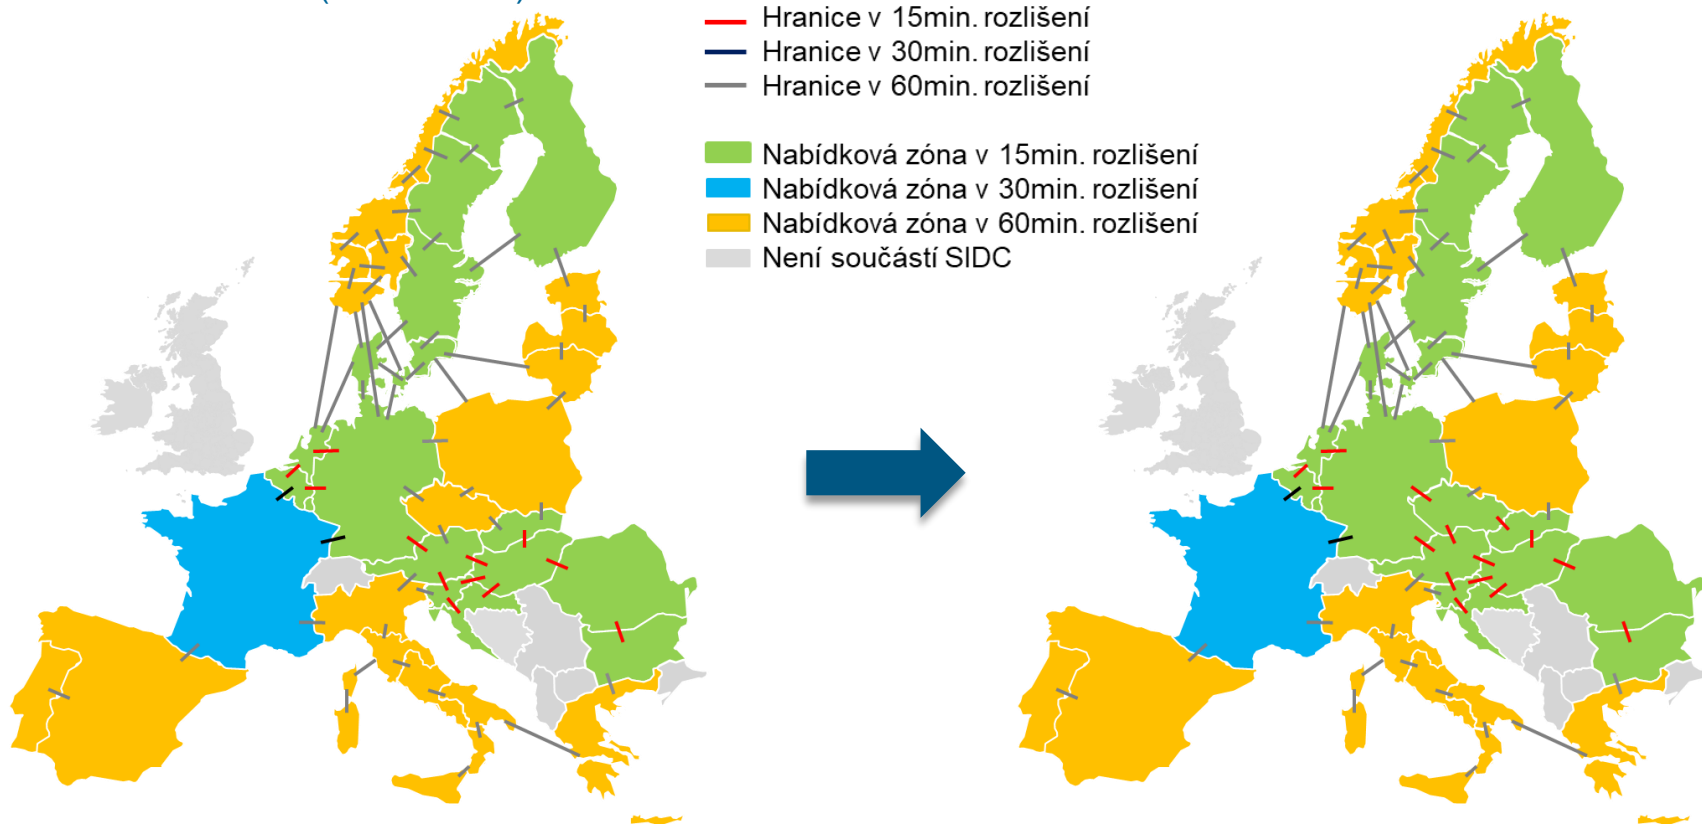 Hranice v 15min. rozlišení
Hranice v 30min. rozlišení
Hranice v 60min. rozlišení
Nabídková zóna v 15min. rozlišení
Nabídková zóna v 30min. rozlišení
Nabídková zóna v 60min. rozlišení
Není součástí SIDC